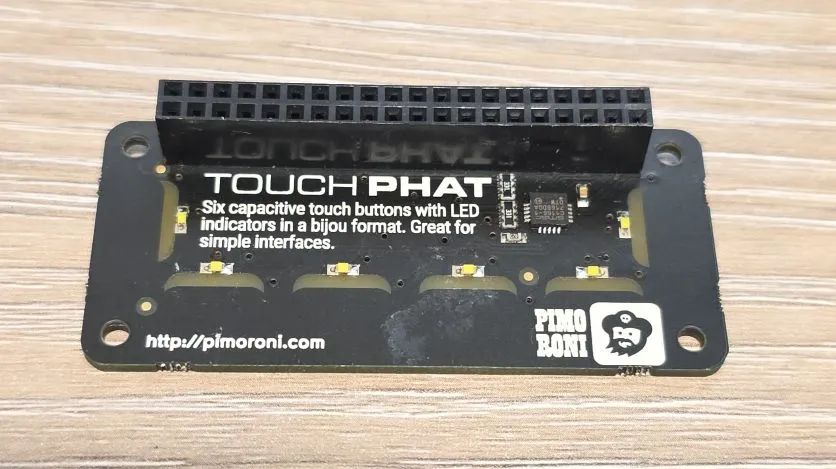 TOUCH PHAT
Six capacitive touch buttons with LED
indicators in a bijou format. Great for
simple interfaces.
http://pimoroni.com
PIMO
RONI